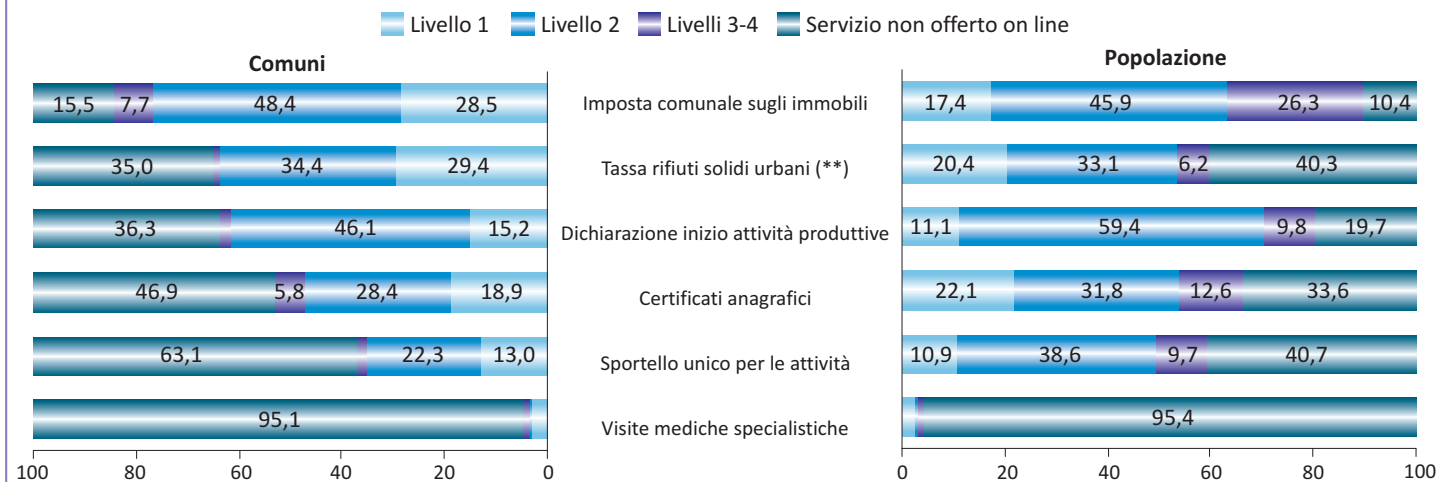 Livello 1 Livello 2 Livelli 3-4 Servizio non offerto on line
Comuni Popolazione
15,5 7,7 48,4 28,5 Imposta comunale sugli immobili 17,4 45,9 26,3 10,4
35,0 34,4 29,4 Tassa rifiuti solidi urbani (**) 20,4 33,1 6,2 40,3
36,3 46,1 15,2 Dichiarazione inizio attività produttive 11,1 59,4 9,8 19,7
46,9 5,8 28,4 18,9 Certificati anagrafici 22,1 31,8 12,6 33,6
63,1 22,3 13,0 Sportello unico per le attività 10,9 38,6 9,7 40,7
95,1 Visite mediche specialistiche 95,4
100 80 60 40 20 0 0 20 40 60 80 100